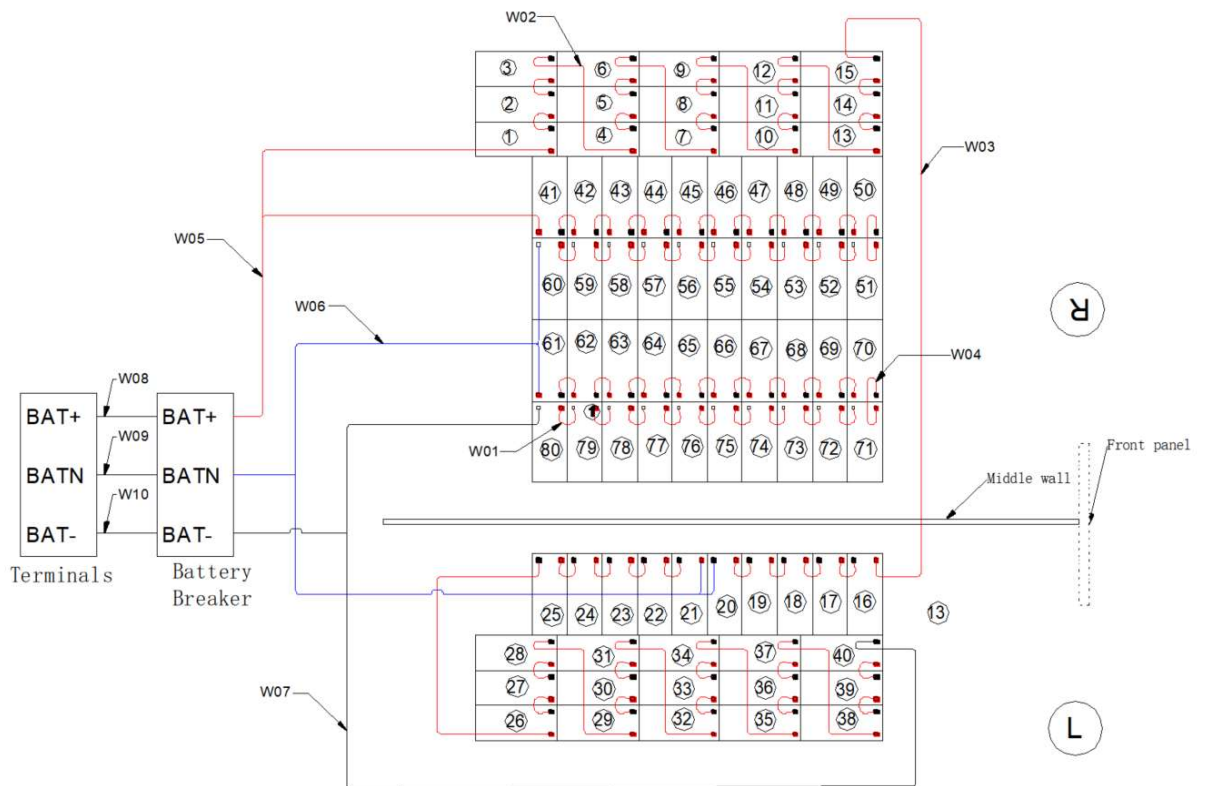 W02
3 6 9 12 15
2 5 8 11 14
1 4 7 10 13
W03
41 42 43 44 45 46 47 48 49 50
W05
60 59 58 57 56 55 54 53 52 51
W06
R
61 62 63 64 65 66 67 68 69 70
W04
W08
BAT+ BAT+
1
W01
80 79 78 77 76 75 74 73 72 71
W09
BATN BATN
Front panel
Middle wall
W10
BAT- BAT-
Terminals
Battery
Breaker
25 24 23 22 21 20 19 18 17 16
13
28 31 34 37 40
27 30 33 36 39
W07
26 29 32 35 38
L